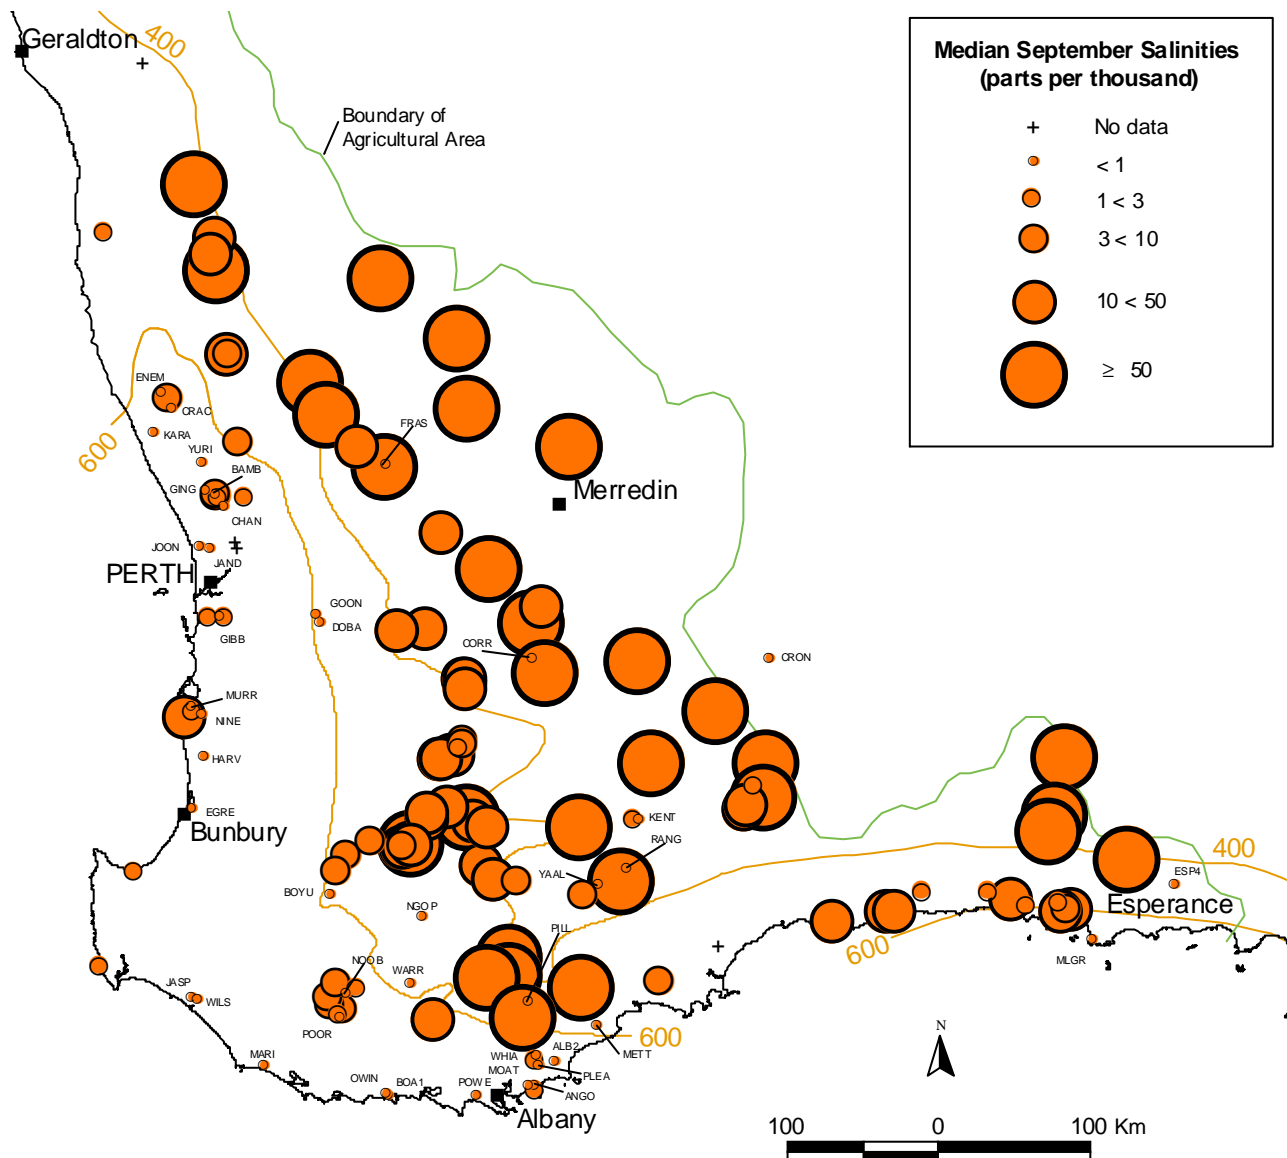 Geraldton
400
Median September Salinities
(parts per thousand)
No data
< 1
1 < 3
3 < 10
10 < 50
≥ 50
Boundary of
Agricultural Area
ENEM
CRAC
KARA
600
YURI
BAMB
GING
CHAN
FRAS
Merredin
JOON
JAND
PERTH
GOON
DOBA
GIBB
CORR
CRON
MURR
NINE
HARV
EGRE
Bunbury
KENT
RANG
YAAL
400
ESP4
BOYU
NGOP
Esperance
PILL
600
MLGR
NOOB
WARR
JASP
WILS
POOR
N
600
METT
MARI
WHIA
ALB2
MOAT
PLEA
OWIN
BOA1
POWE
ANGO
Albany
100
0
100 Km